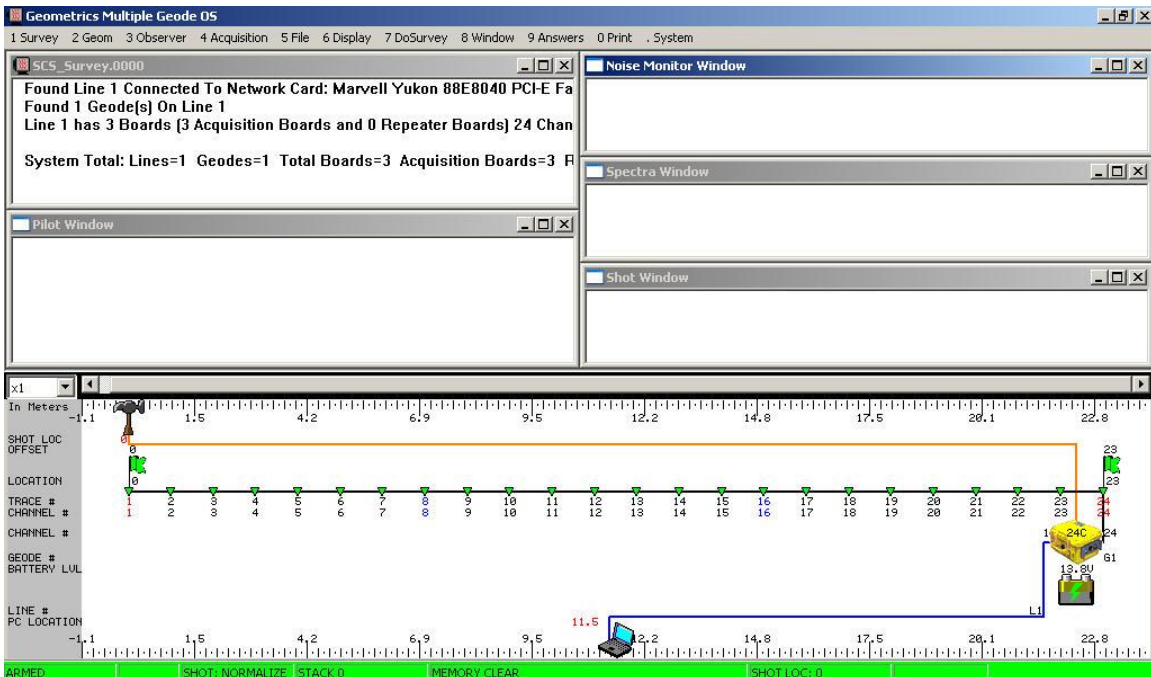 Geometrics Multiple Geode OS
1 Survey 2 Geom 3 Observer 4 Acquisition 5 File 6 Display 7 DoSurvey 8 Window 9 Answers 0 Print . System
SCS_Survey.0000
Found Line 1 Connected To Network Card: Marvell Yukon 88E8040 PCI-E Fa
Found 1 Geode(s) On Line 1
Line 1 has 3 Boards (3 Acquisition Boards and 0 Repeater Boards) 24 Chan
System Total: Lines=1 Geodes=1 Total Boards=3 Acquisition Boards=3 R
Pilot Window
Noise Monitor Window
Spectra Window
Shot Window
x1
In Meters
-1.1 1.5 4.2 6.9 9.5 12.2 14.8 17.5 20.1 22.8
SHOT LOC 0
OFFSET 0 23
LOCATION 0 23
TRACE # 1 2 3 4 5 6 7 8 9 10 11 12 13 14 15 16 17 18 19 20 21 22 23 24
CHANNEL # 1 2 3 4 5 6 7 8 9 10 11 12 13 14 15 16 17 18 19 20 21 22 23 24
CHANNEL # 1 24C 24
GEODE # G1
BATTERY LVL 13.8V
LINE # L1
PC LOCATION 11.5
-1.1 1.5 4.2 6.9 9.5 12.2 14.8 17.5 20.1 22.8
ARMED SHOT: NORMALIZE STACK 0 MEMORY CLEAR SHOT LOC: 0